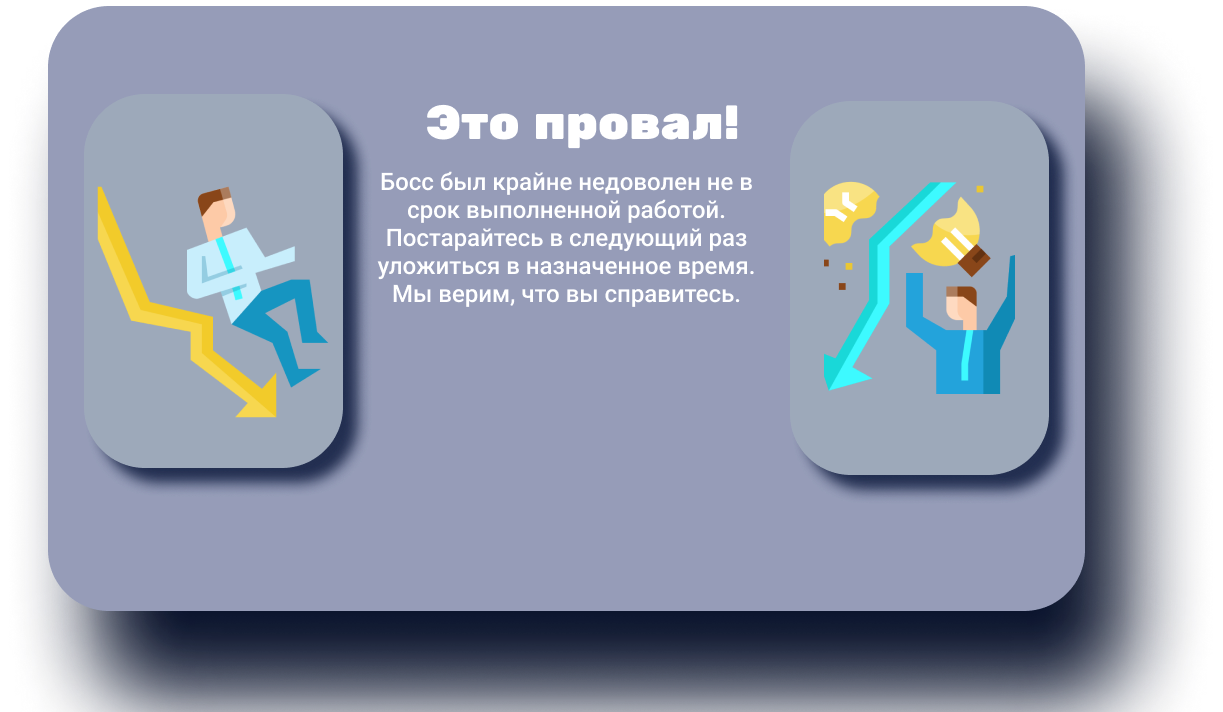 Это провал!
Босс был крайне недоволен не в
срок выполненной работой.
Постарайтесь в следующий раз
уложиться в назначенное время.
Мы верим, что вы справитесь.